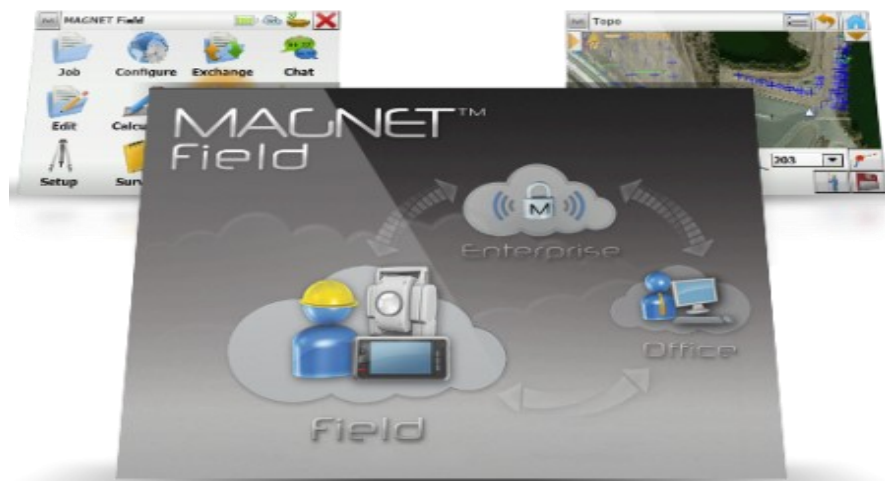 MAGNET Field
Job
Configure
Exchange
Chat
Edit
Setup
Topo
203
MAGNET™
Field
M
Enterprise
Office
Field